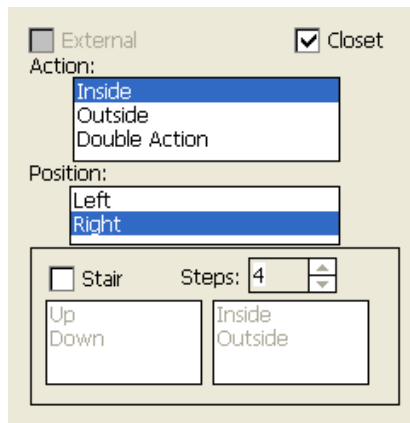 External Closet
Action:
Inside
Outside
Double Action
Position:
Left
Right
Stair Steps: 4
Up Inside
Down Outside